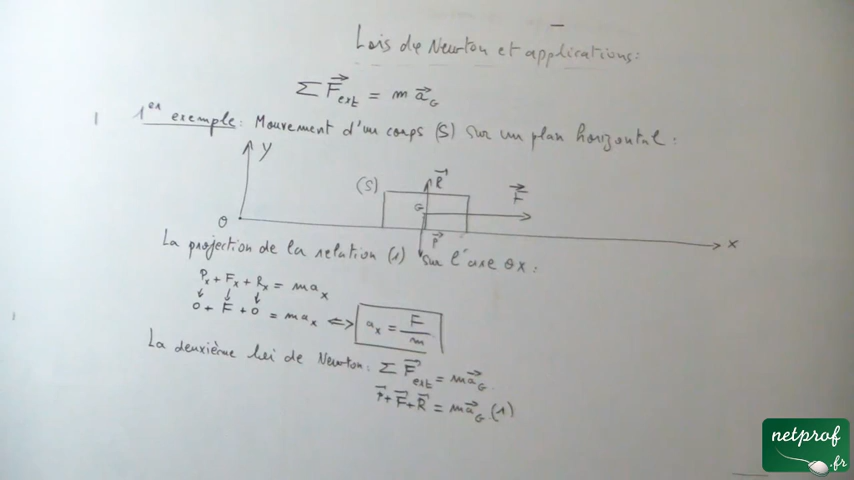 Lois de Newton et applications:
Σ F⃗ext = m a⃗G
1er exemple: Mouvement d'un corps (S) sur un plan horizontal:
y
(S)
R⃗
F⃗
G
O
P⃗
x
La projection de la relation (1) sur l'axe Ox:
Px + Fx + Rx = max
0 + F + 0 = max ⟺ ax = F/m
La deuxième loi de Newton: Σ F⃗ext = ma⃗G
P⃗ + F⃗ + R⃗ = ma⃗G (1)
netprof
.fr